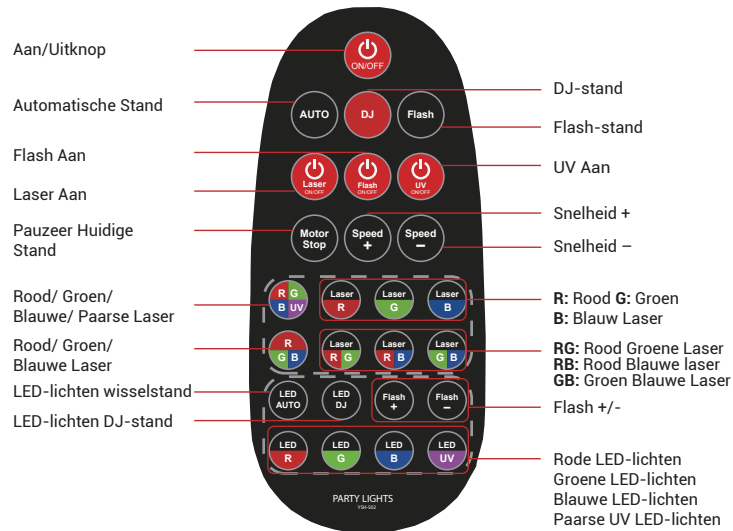 Aan/Uitknop
Automatische Stand
Flash Aan
Laser Aan
Pauzeer Huidige
Stand
Rood/ Groen/
Blauwe/ Paarse Laser
Rood/ Groen/
Blauwe Laser
LED-lichten wisselstand
LED-lichten DJ-stand
ON/OFF
AUTO
DJ
Flash
Laser
ON/OFF
Flash
ON/OFF
UV
ON/OFF
Motor
Stop
Speed
+
Speed
−
R G
B UV
Laser
R
Laser
G
Laser
B
R
G B
Laser
R G
Laser
R B
Laser
G B
LED
AUTO
LED
DJ
Flash
+
Flash
−
LED
R
LED
G
LED
B
LED
UV
PARTY LIGHTS
YSH-502
DJ-stand
Flash-stand
UV Aan
Snelheid +
Snelheid −
R: Rood G: Groen
B: Blauw Laser
RG: Rood Groene Laser
RB: Rood Blauwe laser
GB: Groen Blauwe Laser
Flash +/-
Rode LED-lichten
Groene LED-lichten
Blauwe LED-lichten
Paarse UV LED-lichten